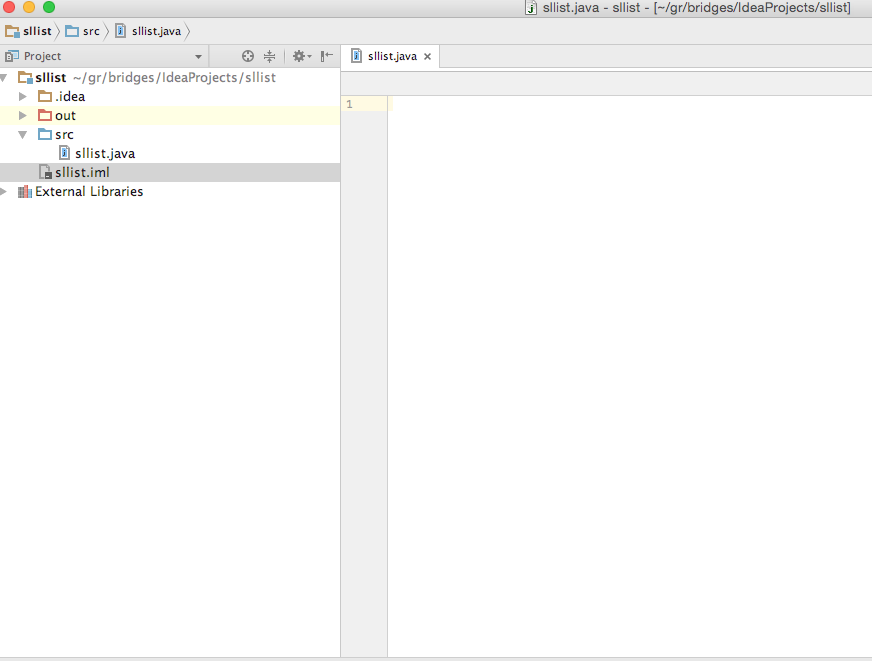 sllist.java - sllist - [~/gr/bridges/IdeaProjects/sllist]
sllist src sllist.java
Project
sllist.java
sllist ~/gr/bridges/IdeaProjects/sllist
.idea
out
src
sllist.java
sllist.iml
External Libraries
1